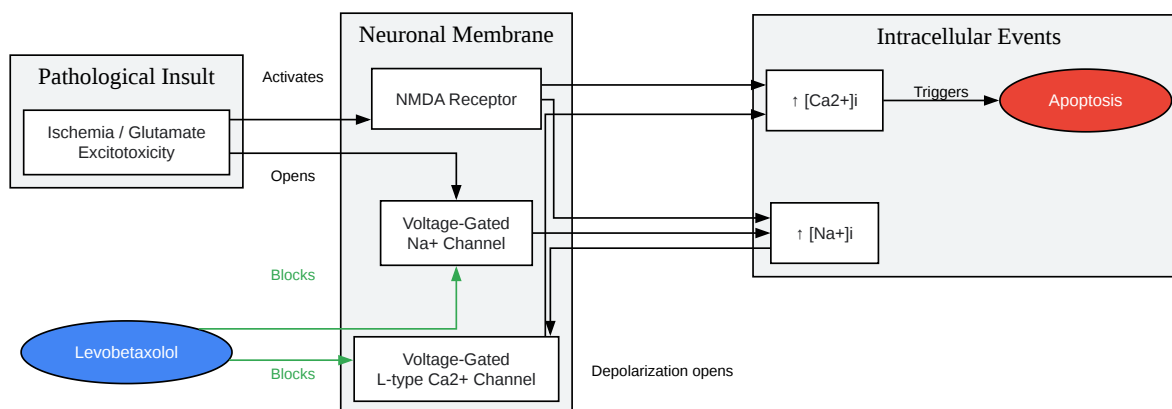 Pathological Insult
Ischemia / Glutamate
Excitotoxicity
Activates
Opens
Neuronal Membrane
NMDA Receptor
Voltage-Gated
Na+ Channel
Voltage-Gated
L-type Ca2+ Channel
Blocks
Blocks
Levobetaxolol
Depolarization opens
Intracellular Events
↑ [Ca2+]i
Triggers
Apoptosis
↑ [Na+]i